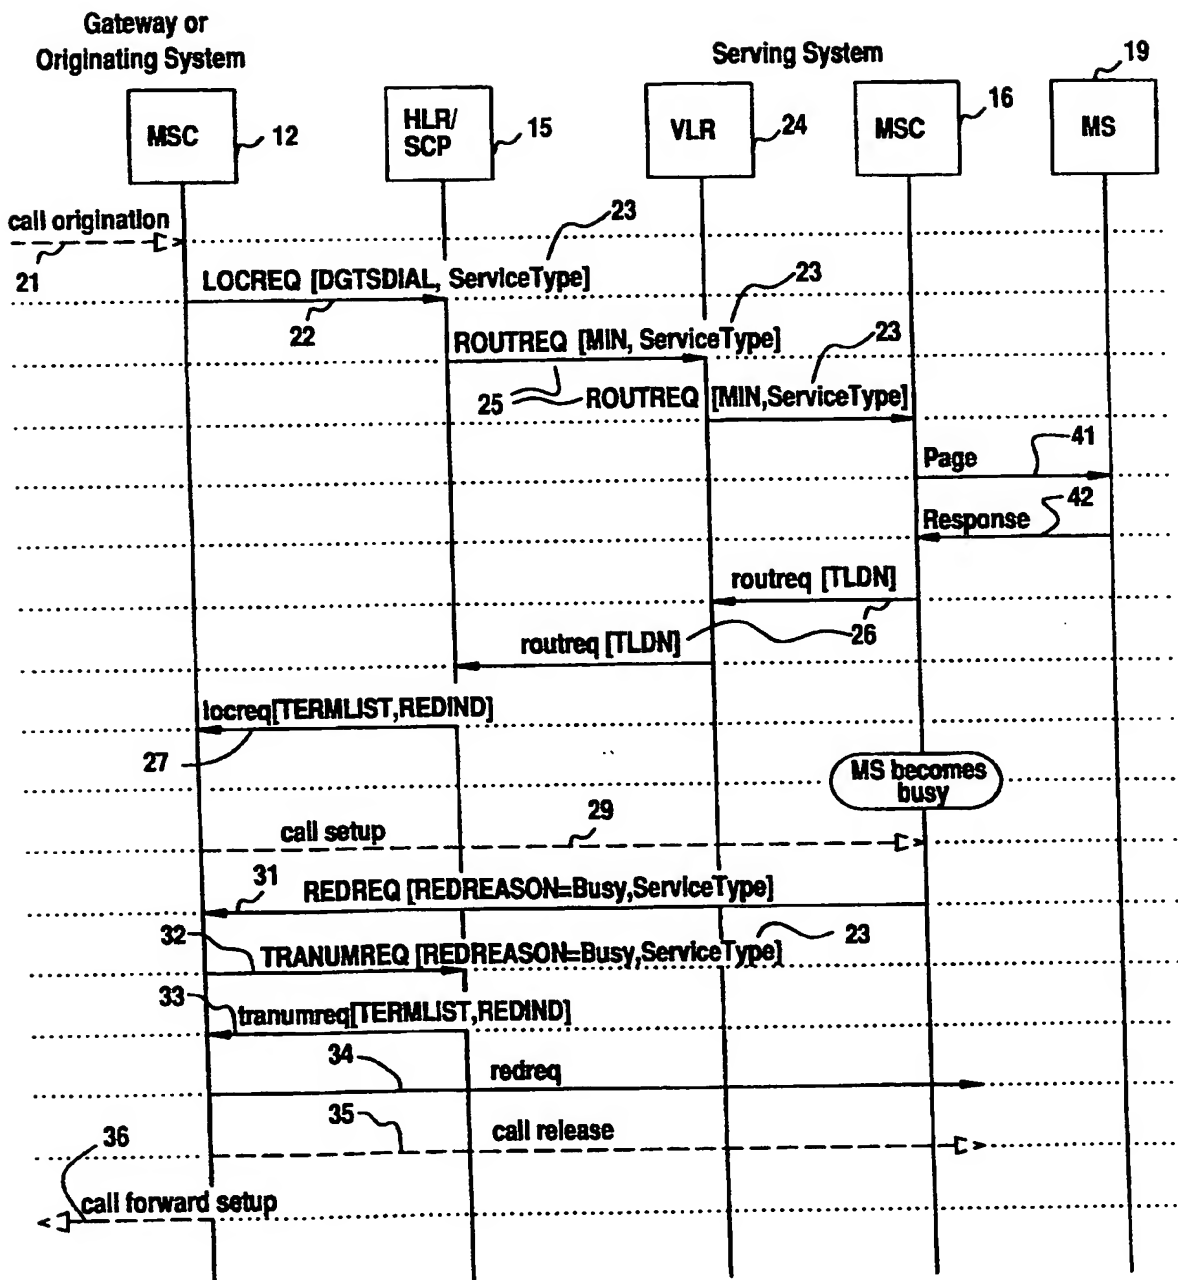 Gateway or
Originating System
Serving System
19
MSC
12
HLR/
SCP
15
VLR
24
MSC
16
MS
call origination
21
23
LOCREQ [DGTSDIAL, ServiceType]
22
23
ROUTREQ [MIN, ServiceType]
23
25
ROUTREQ [MIN,ServiceType]
Page
41
Response
42
routreq [TLDN]
26
routreq [TLDN]
locreq[TERMLIST,REDIND]
27
MS becomes
busy
call setup
29
31
REDREQ [REDREASON=Busy,ServiceType]
32
TRANUMREQ [REDREASON=Busy,ServiceType]
23
33
tranumreq[TERMLIST,REDIND]
34
redreq
35
call release
36
call forward setup